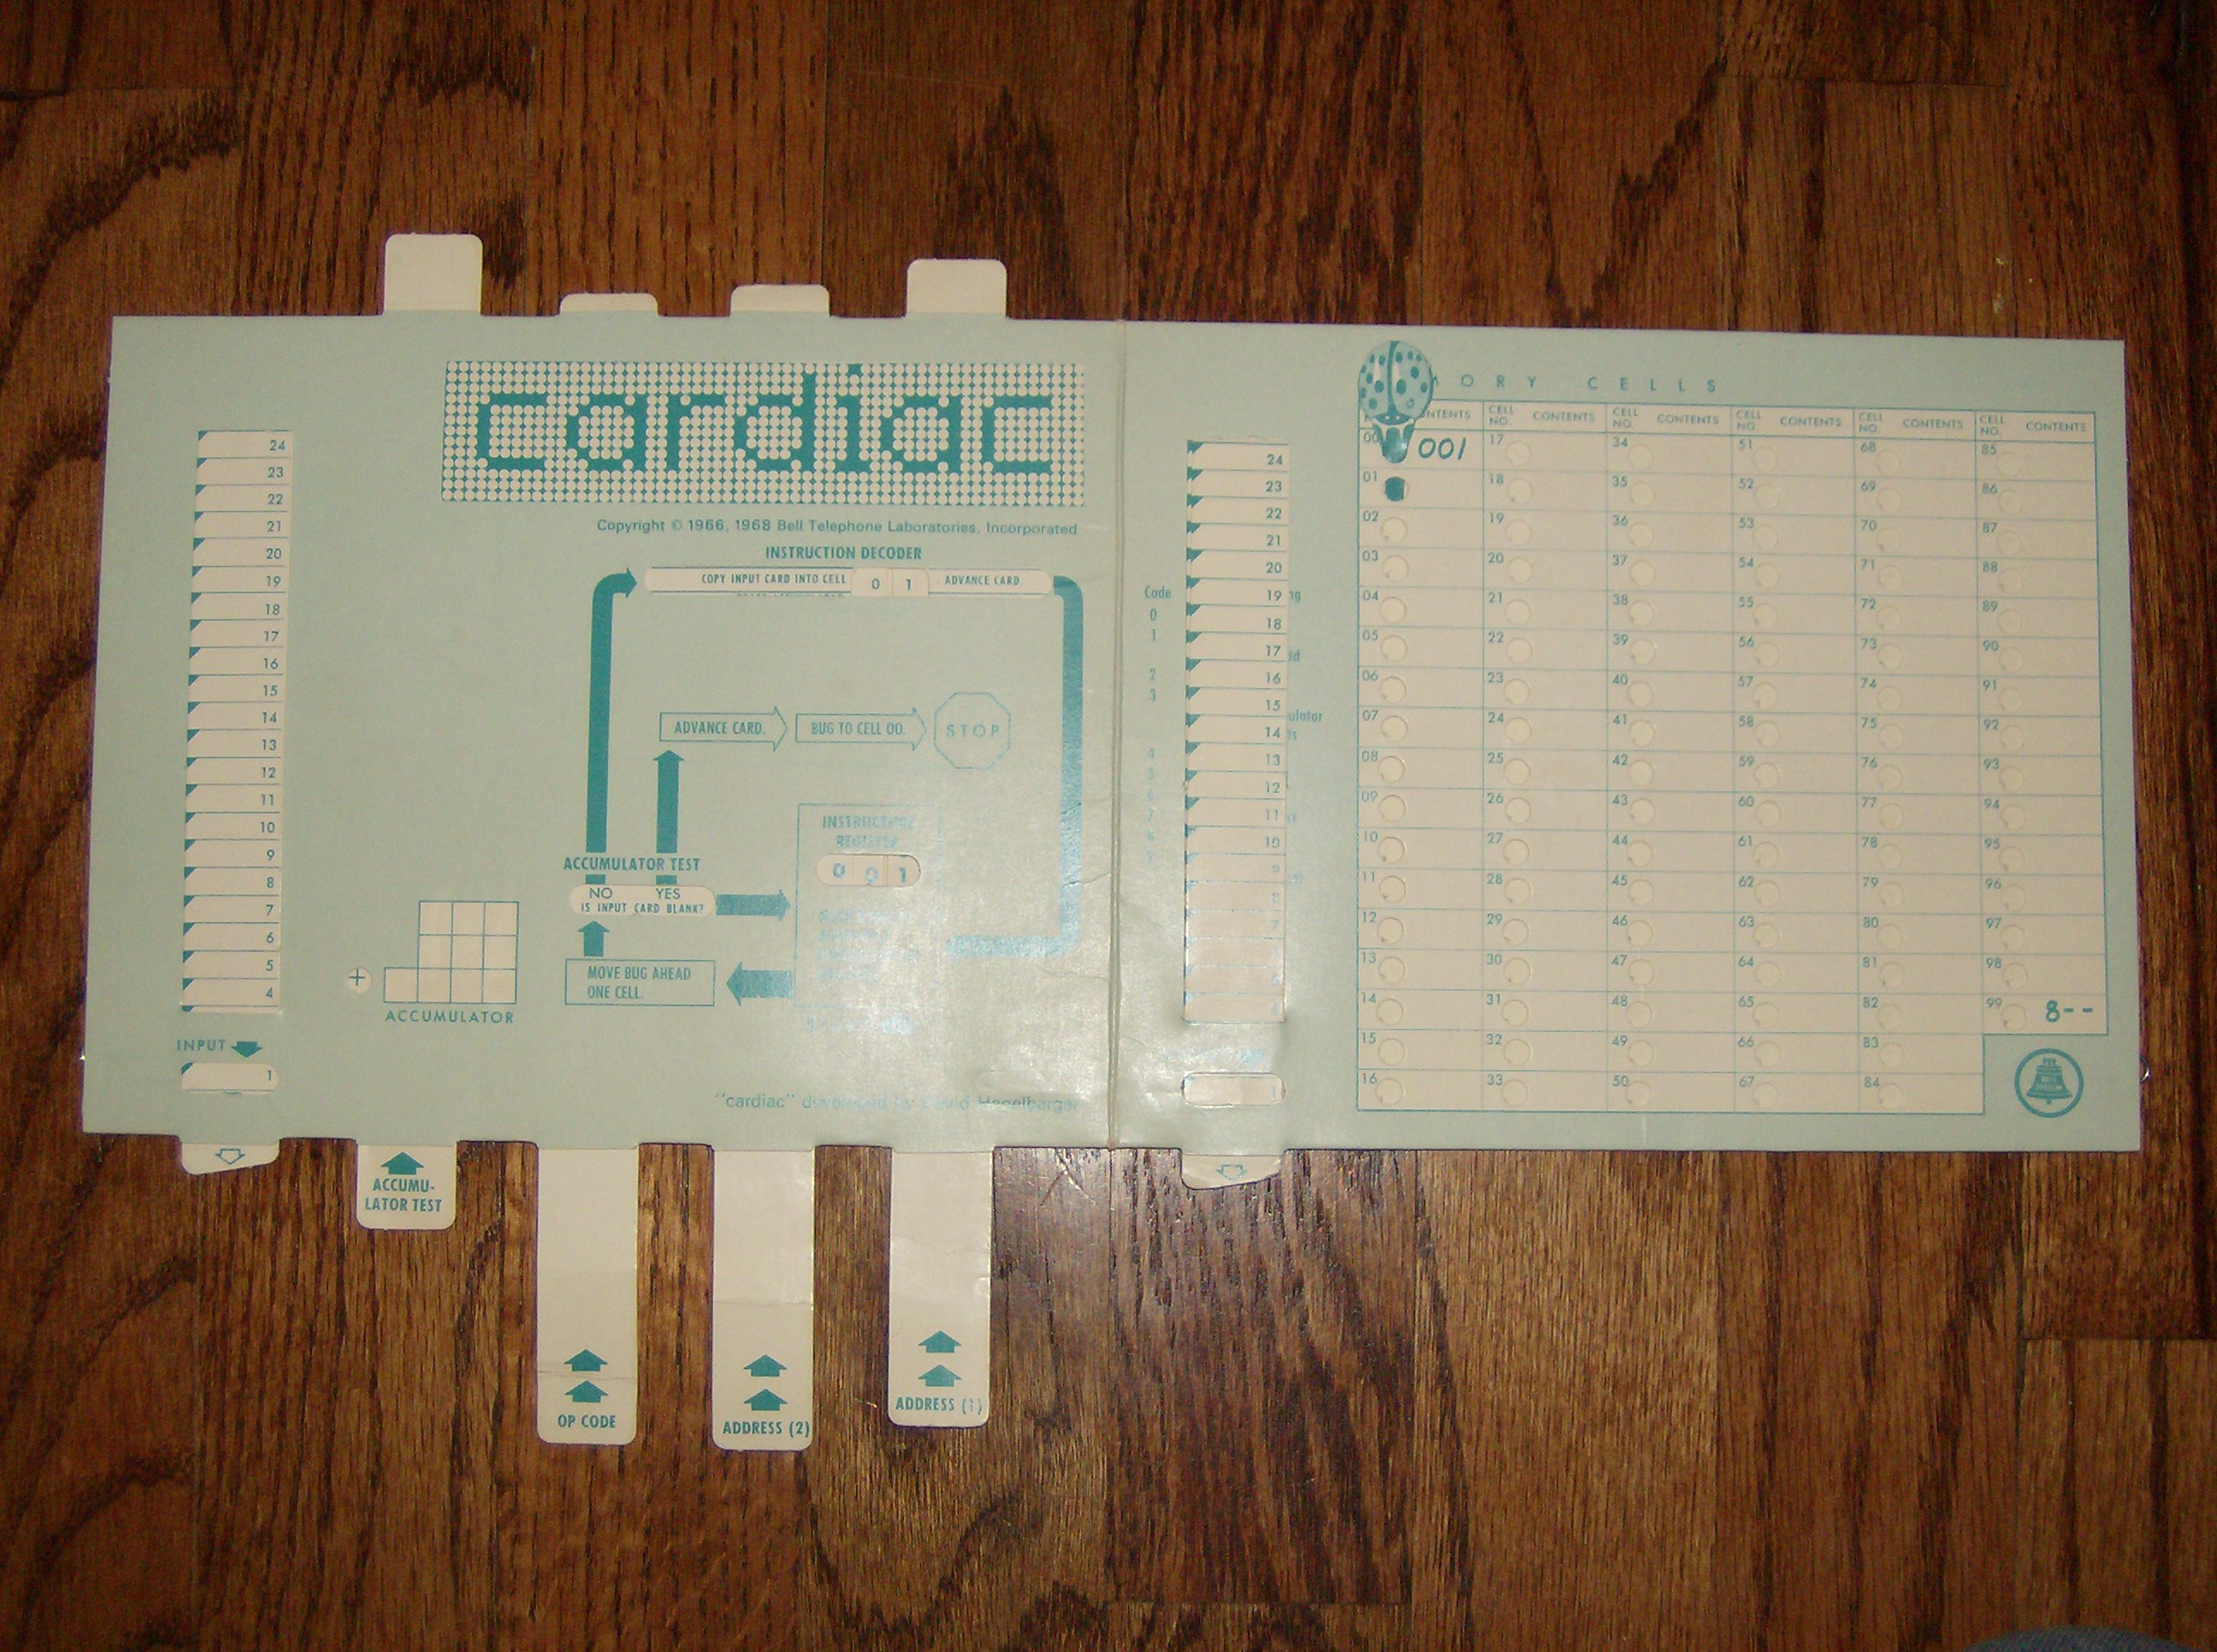 cardiac
Copyright © 1966, 1968 Bell Telephone Laboratories, Incorporated
INSTRUCTION DECODER
COPY INPUT CARD INTO CELL 0 1 ADVANCE CARD.
24
23
22
21
20
19
18
17
16
15
14
13
12
11
10
9
8
7
6
5
4
INPUT
1
ADVANCE CARD.
BUG TO CELL 00.
STOP
INSTRUCTION
REGISTER
0 0 1
ACCUMULATOR TEST
NO YES
IS INPUT CARD BLANK?
MOVE BUG AHEAD
ONE CELL.
+
ACCUMULATOR
"cardiac" developed by David Hagelbarger
ACCUMU-
LATOR TEST
OP CODE
ADDRESS (2)
ADDRESS (1)
Code
0
1
2
3
4
5
6
7
8
9
24
23
22
21
20
19
18
17
16
15
14
13
12
11
10
9
8
7
1
ORY CELLS
NTENTS CELL NO. CONTENTS CELL NO. CONTENTS CELL NO. CONTENTS CELL NO. CONTENTS CELL NO. CONTENTS
00 001 17 34 51 68 85
01 18 35 52 69 86
02 19 36 53 70 87
03 20 37 54 71 88
04 21 38 55 72 89
05 22 39 56 73 90
06 23 40 57 74 91
07 24 41 58 75 92
08 25 42 59 76 93
09 26 43 60 77 94
10 27 44 61 78 95
11 28 45 62 79 96
12 29 46 63 80 97
13 30 47 64 81 98
14 31 48 65 82 99 8--
15 32 49 66 83
16 33 50 67 84